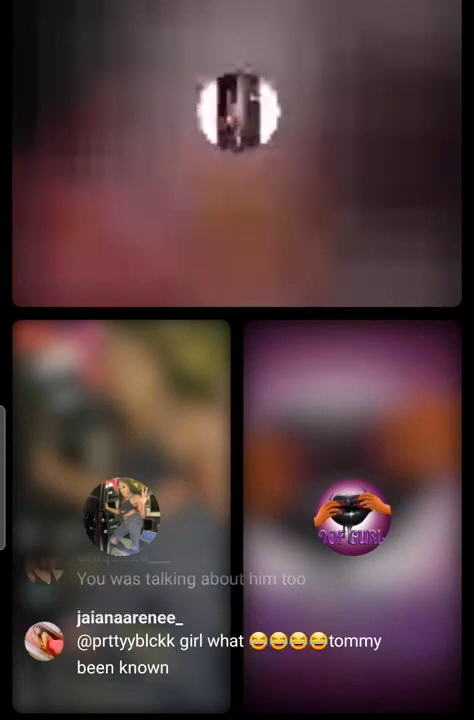 You was talking about him too
jaianaarenee_
@prttyyblckk girl what 😂😂😂😂tommy
been known